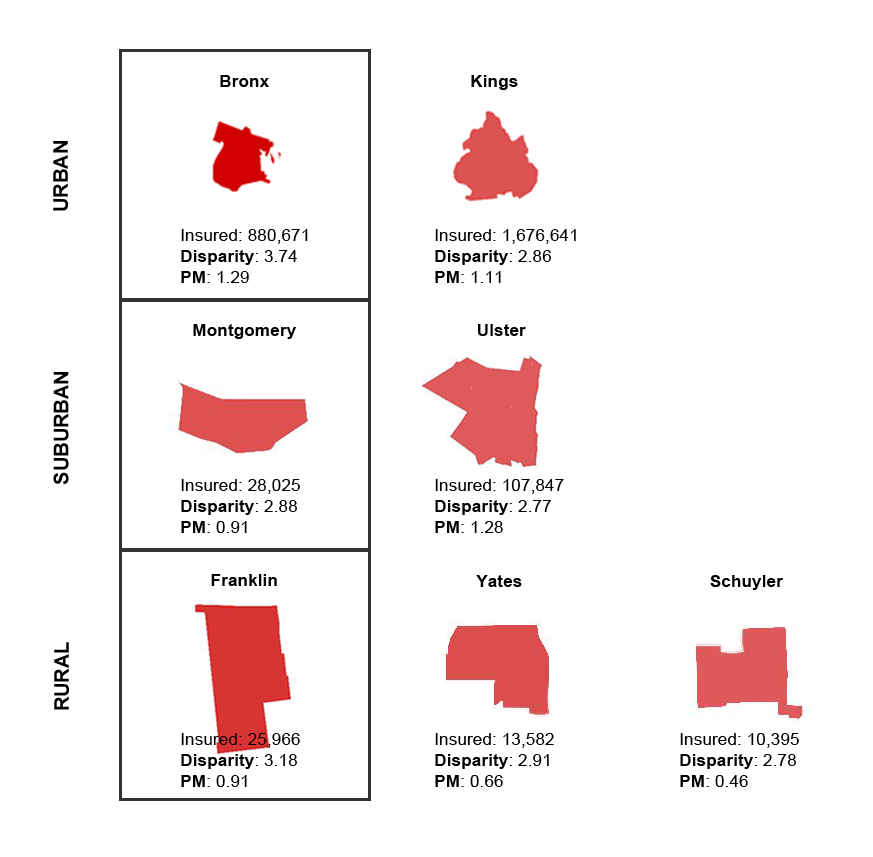 URBAN
Bronx
Insured: 880,671
Disparity: 3.74
PM: 1.29
Kings
Insured: 1,676,641
Disparity: 2.86
PM: 1.11
SUBURBAN
Montgomery
Insured: 28,025
Disparity: 2.88
PM: 0.91
Ulster
Insured: 107,847
Disparity: 2.77
PM: 1.28
RURAL
Franklin
Insured: 25,966
Disparity: 3.18
PM: 0.91
Yates
Insured: 13,582
Disparity: 2.91
PM: 0.66
Schuyler
Insured: 10,395
Disparity: 2.78
PM: 0.46